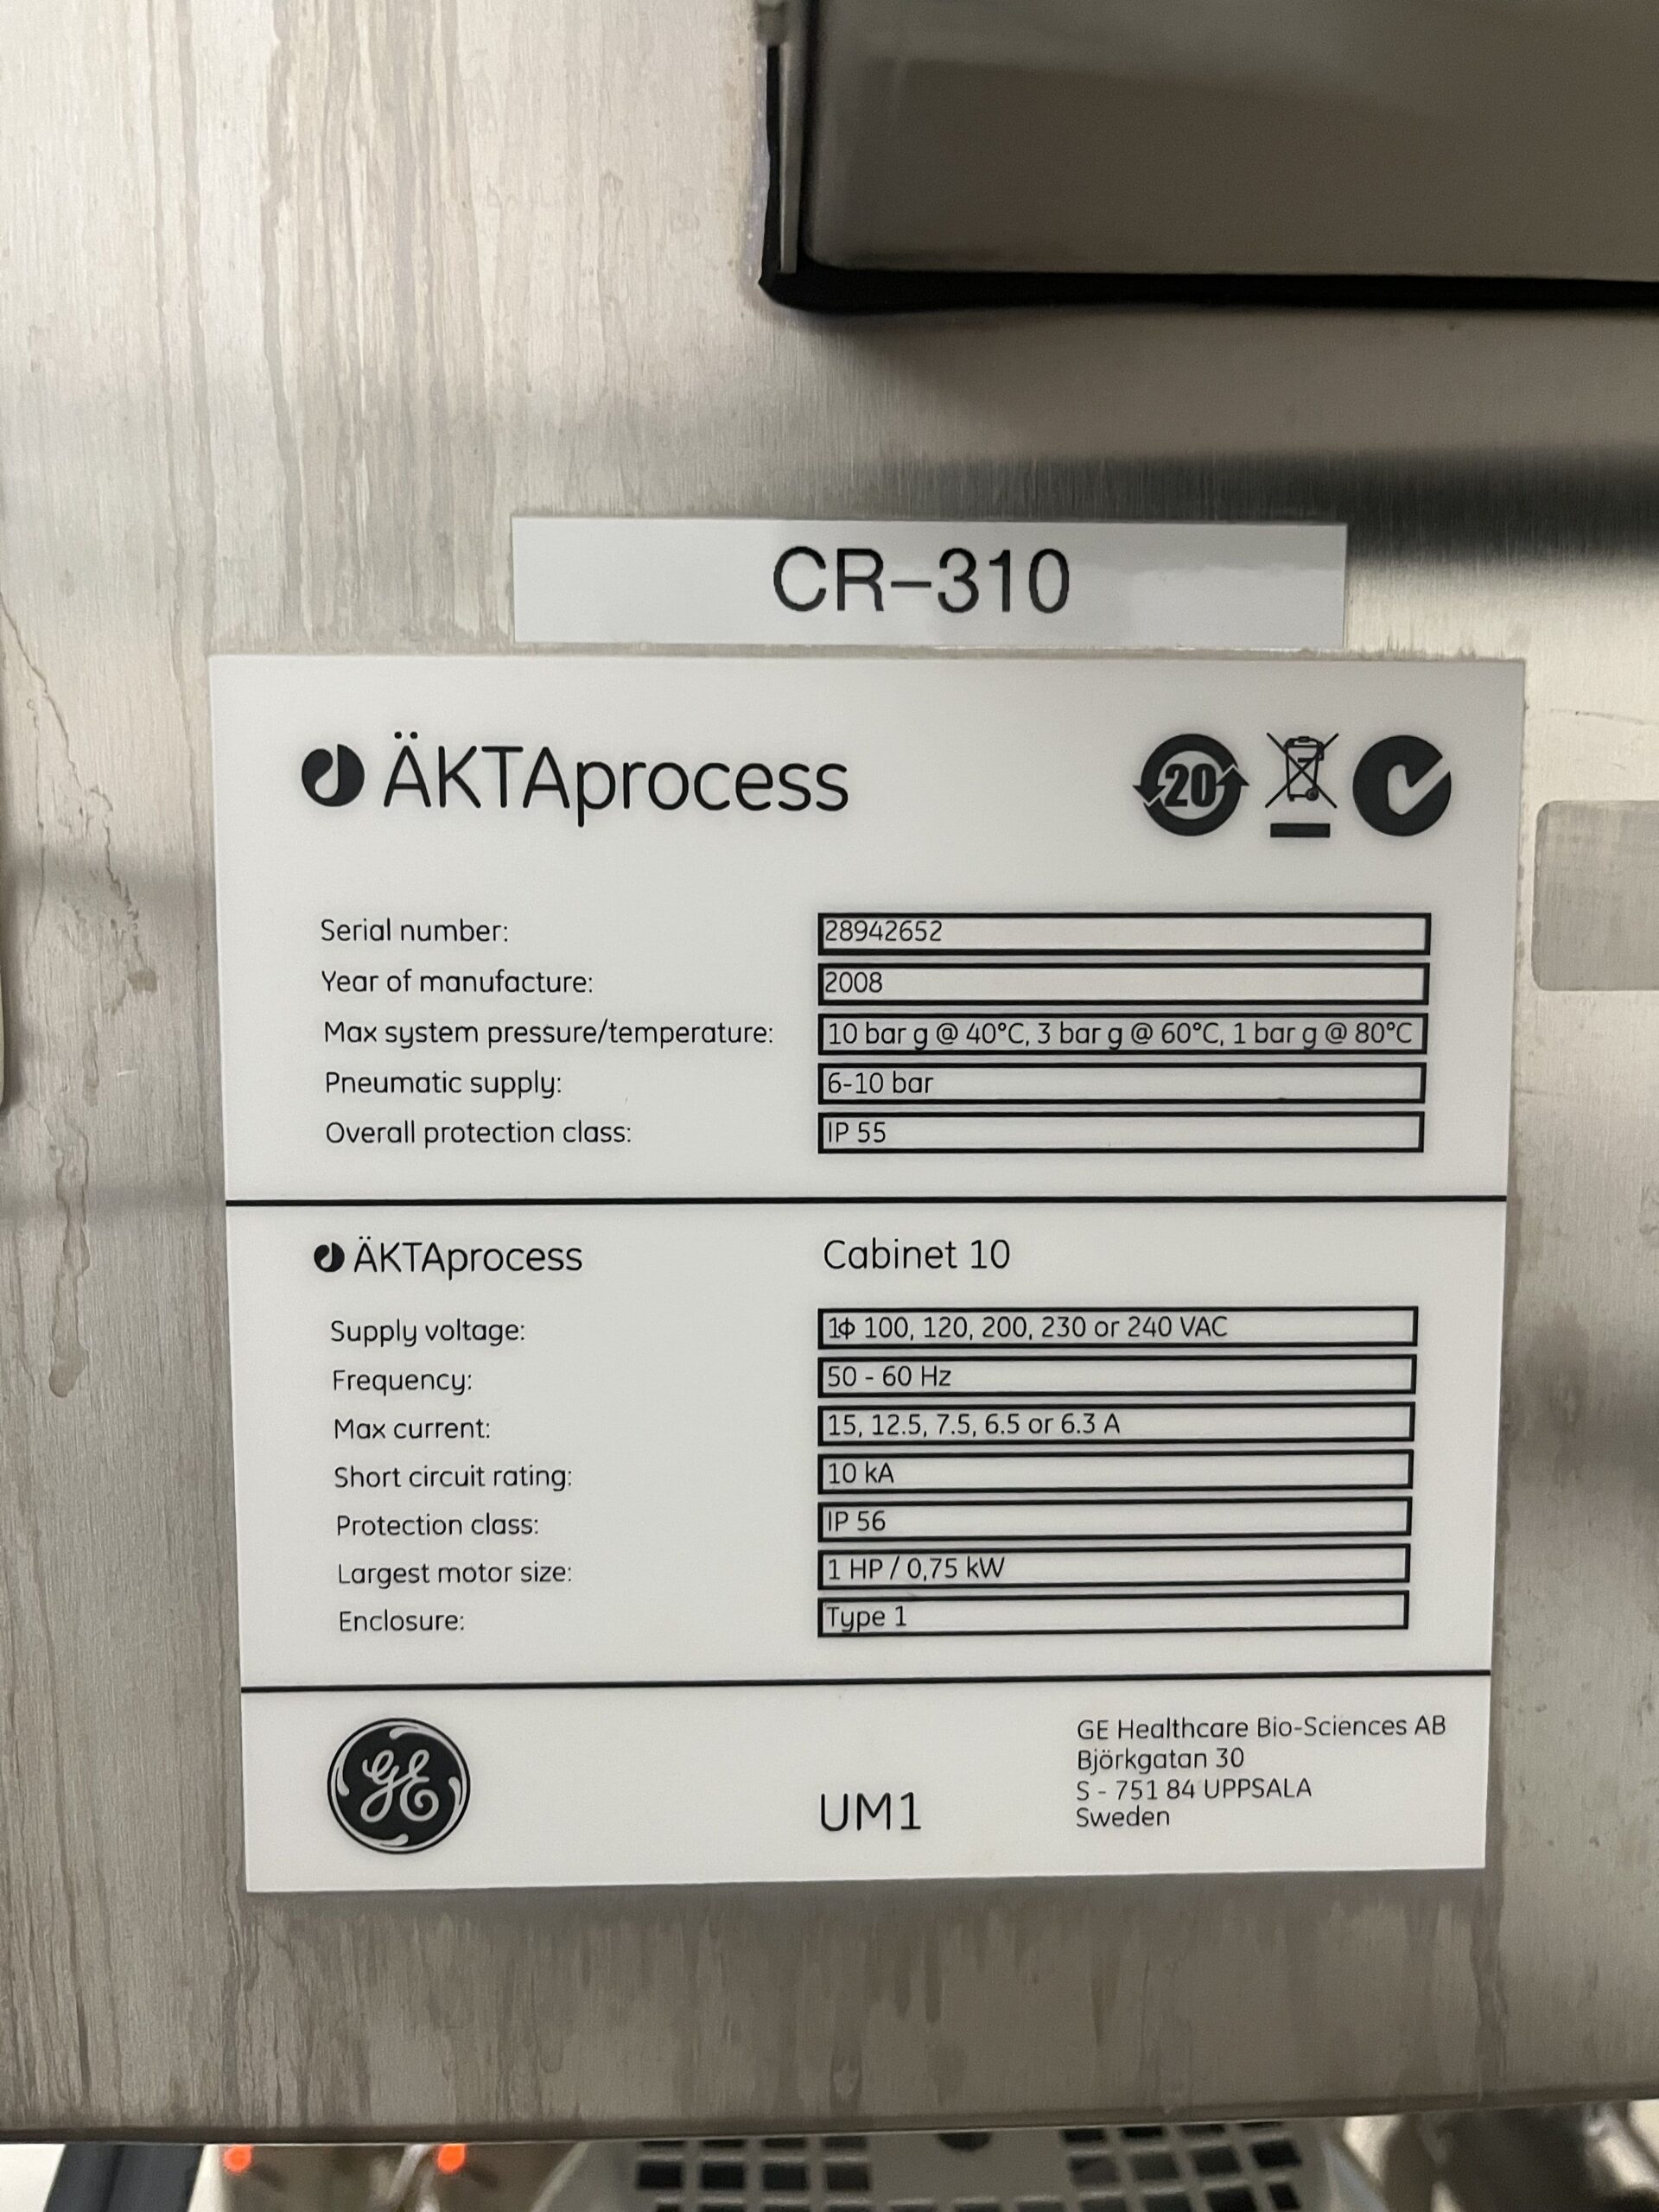 CR-310
ÄKTAprocess
20
Serial number: 28942652
Year of manufacture: 2008
Max system pressure/temperature: 10 bar g @ 40°C, 3 bar g @ 60°C, 1 bar g @ 80°C
Pneumatic supply: 6-10 bar
Overall protection class: IP 55
ÄKTAprocess Cabinet 10
Supply voltage: 1Φ 100, 120, 200, 230 or 240 VAC
Frequency: 50 - 60 Hz
Max current: 15, 12.5, 7.5, 6.5 or 6.3 A
Short circuit rating: 10 kA
Protection class: IP 56
Largest motor size: 1 HP / 0,75 kW
Enclosure: Type 1
GE
UM1
GE Healthcare Bio-Sciences AB
Björkgatan 30
S - 751 84 UPPSALA
Sweden